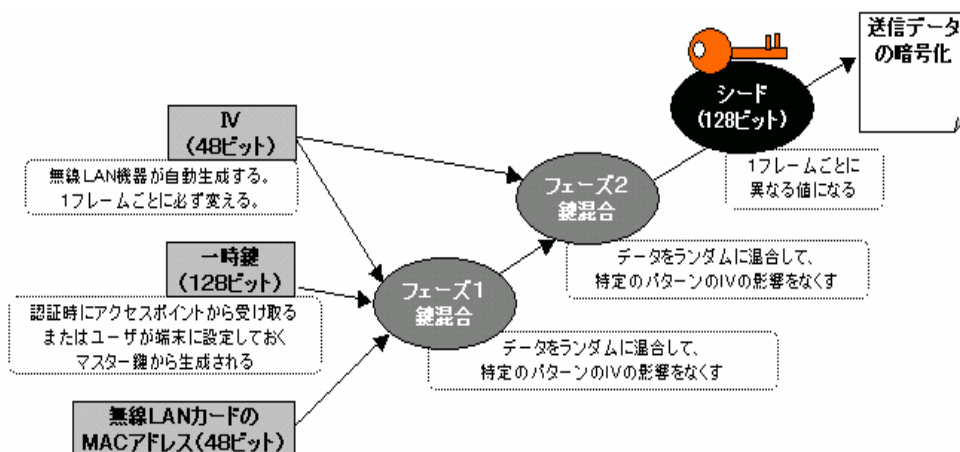 送信データ
の暗号化
シード
(128ビット)
IV
(48ビット)
無線LAN機器が自動生成する。
1フレームごとに必ず変える。
1フレームごとに
異なる値になる
フェーズ2
鍵混合
一時鍵
(128ビット)
データをランダムに混合して、
特定のパターンのIVの影響をなくす
フェーズ1
鍵混合
認証時にアクセスポイントから受け取る
またはユーザが端末に設定しておく
マスター鍵から生成される
データをランダムに混合して、
特定のパターンのIVの影響をなくす
無線LANカードの
MACアドレス(48ビット)